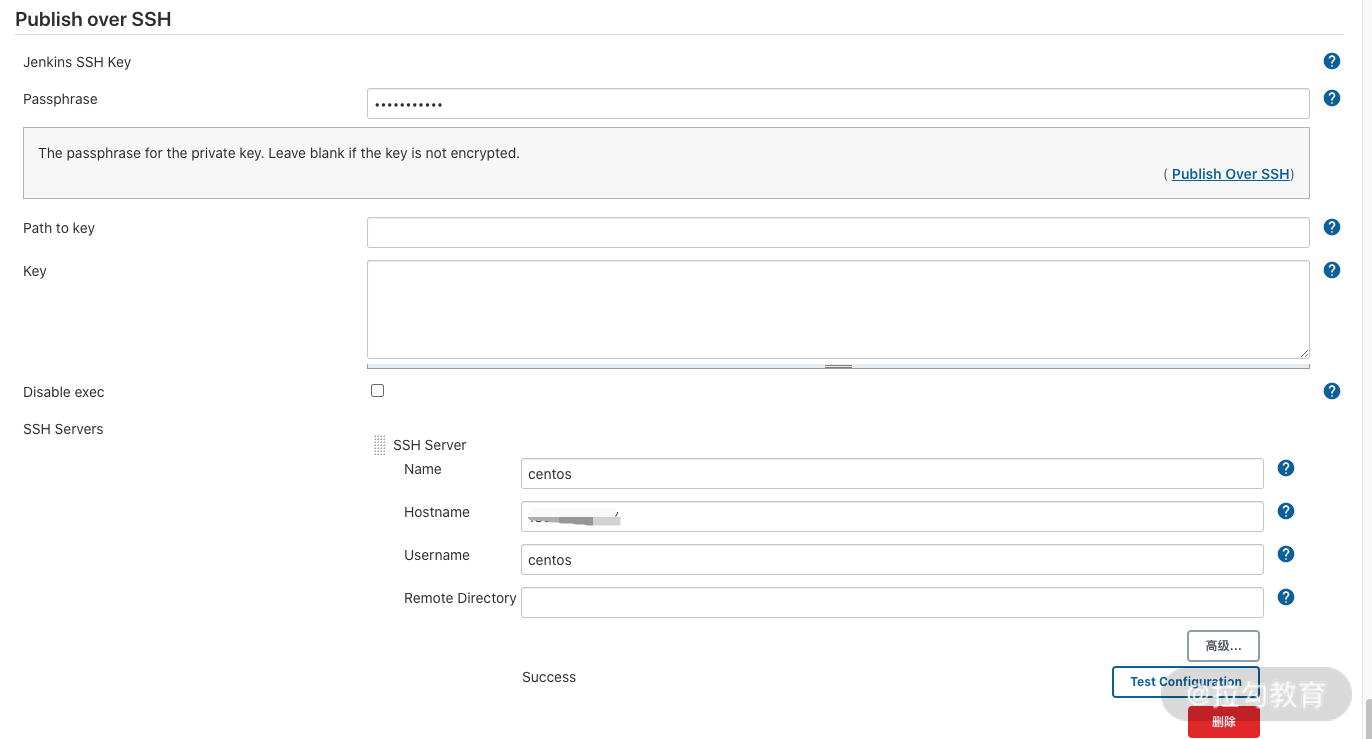 Publish over SSH
Jenkins SSH Key
Passphrase
•••••••••••
The passphrase for the private key. Leave blank if the key is not encrypted.
( Publish Over SSH)
Path to key
Key
Disable exec
SSH Servers
SSH Server
Name
centos
Hostname
Username
centos
Remote Directory
高级...
Success
Test Configuration
@拉勾教育
删除